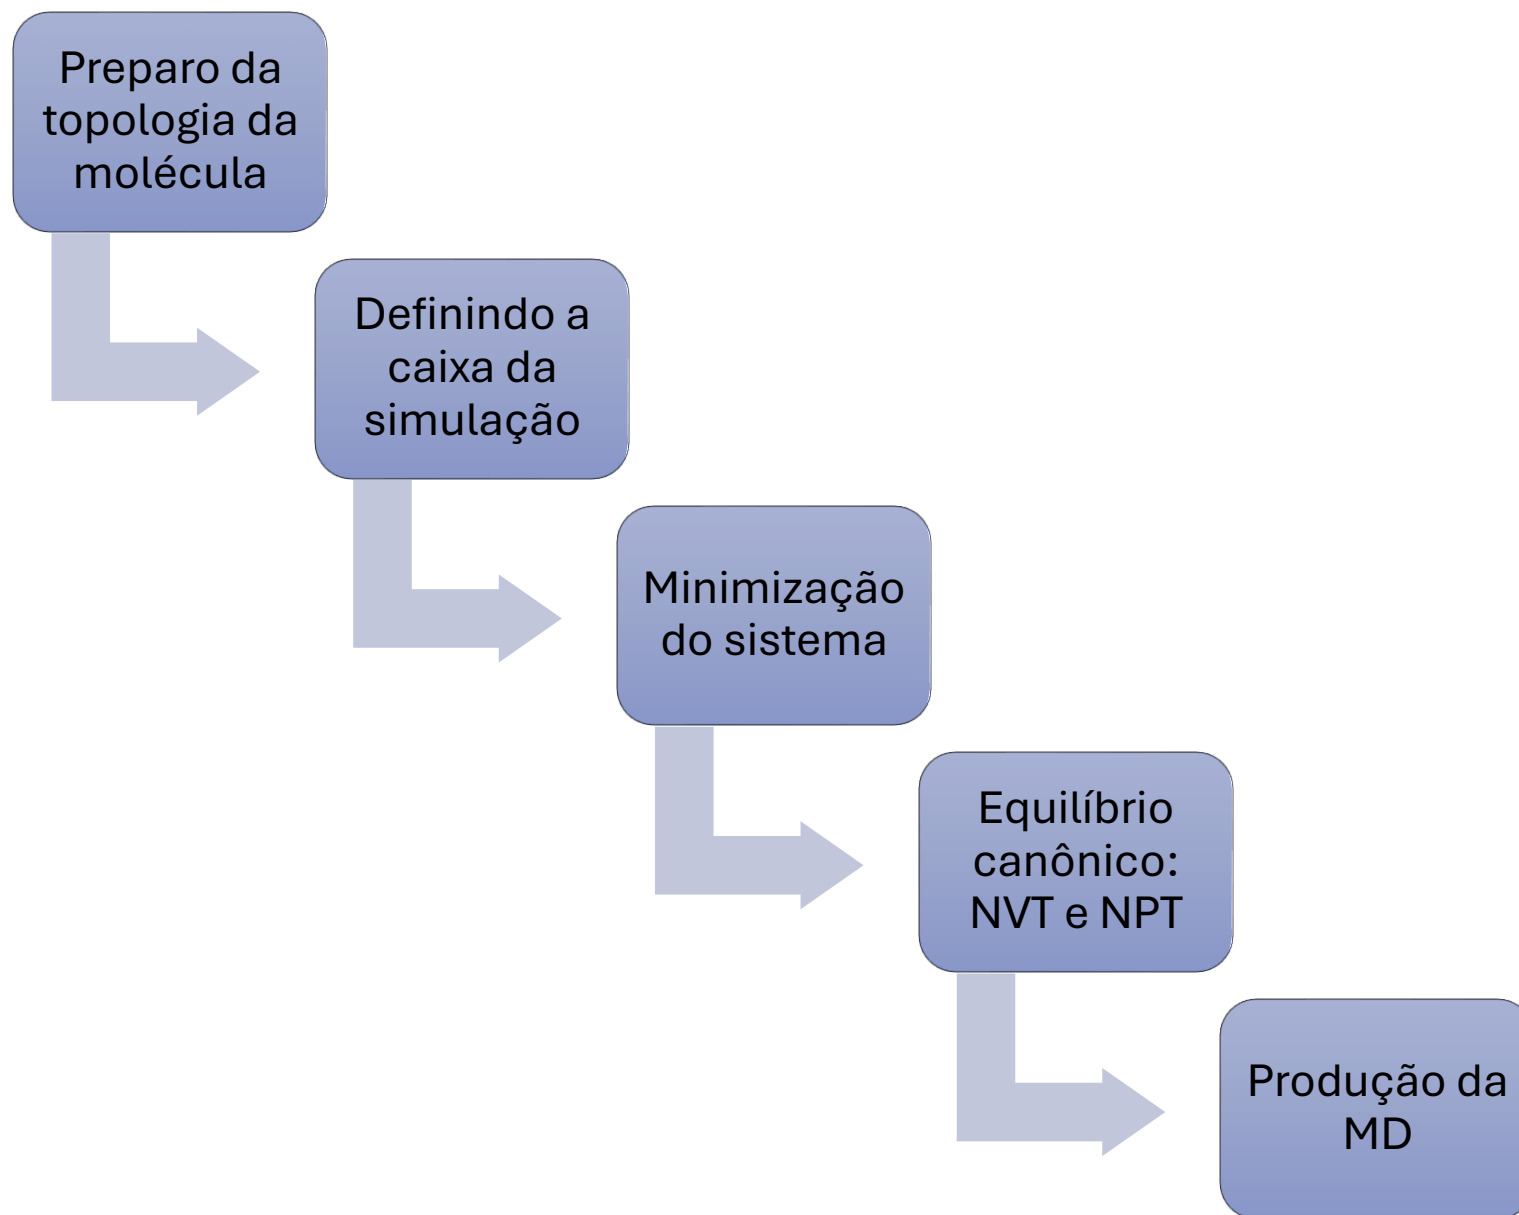 Preparo da
topologia da
molécula
Definindo a
caixa da
simulação
Minimização
do sistema
Equilíbrio
canônico:
NVT e NPT
Produção da
MD